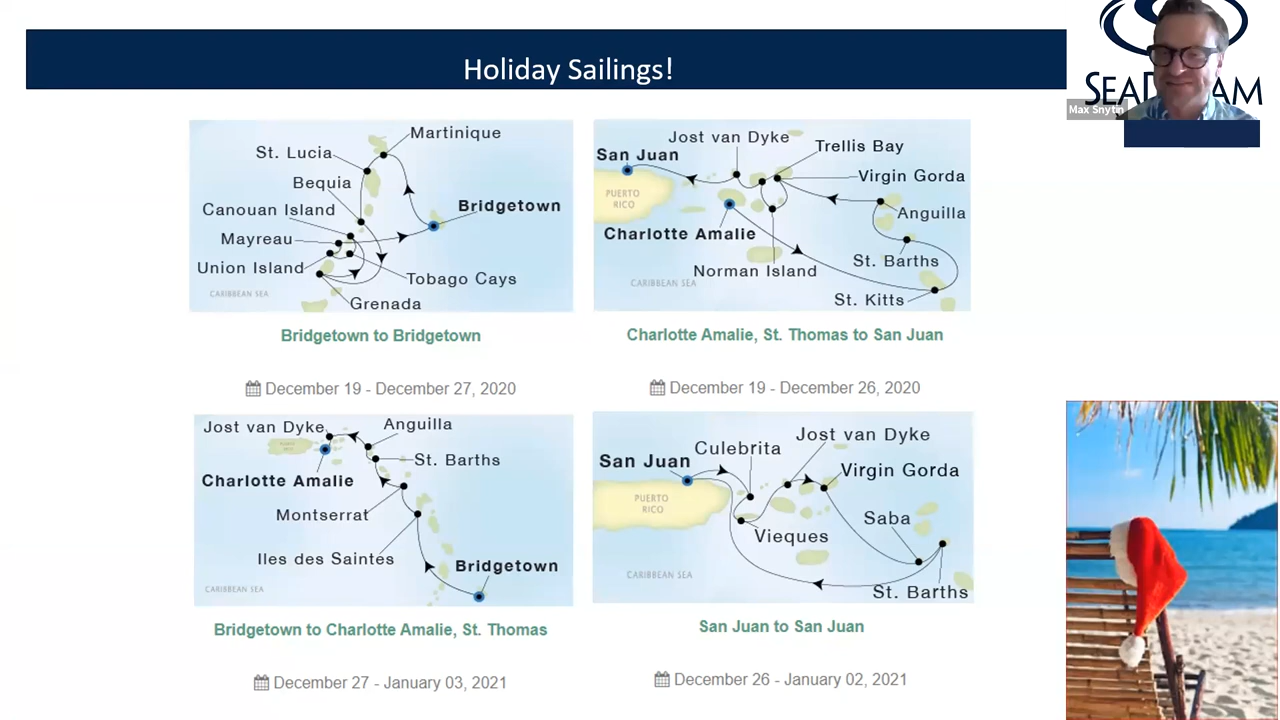 Holiday Sailings!
Max Snytin
Martinique
St. Lucia
Bequia
Canouan Island
Bridgetown
Mayreau
Union Island
Tobago Cays
CARIBBEAN SEA
Grenada
Bridgetown to Bridgetown
December 19 - December 27, 2020
Jost van Dyke
Trellis Bay
San Juan
Virgin Gorda
PUERTO
RICO
Anguilla
Charlotte Amalie
St. Barths
Norman Island
CARIBBEAN SEA
St. Kitts
Charlotte Amalie, St. Thomas to San Juan
December 19 - December 26, 2020
Jost van Dyke
Anguilla
St. Barths
Charlotte Amalie
Montserrat
Iles des Saintes
Bridgetown
CARIBBEAN SEA
Bridgetown to Charlotte Amalie, St. Thomas
December 27 - January 03, 2021
Jost van Dyke
Culebrita
San Juan
Virgin Gorda
PUERTO
RICO
Saba
Vieques
CARIBBEAN SEA
St. Barths
San Juan to San Juan
December 26 - January 02, 2021